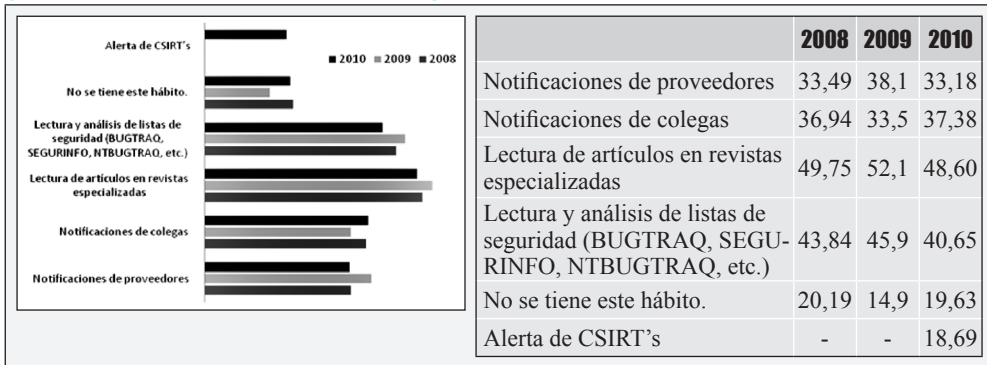 Alerta de CSIRT's
■ 2010 ■ 2009 ■ 2008
No se tiene este hábito.
Lectura y análisis de listas de
seguridad (BUGTRAQ,
SEGURINFO, NTBUGTRAQ, etc.)
Lectura de artículos en revistas
especializadas
Notificaciones de colegas
Notificaciones de proveedores
2008 2009 2010
Notificaciones de proveedores 33,49 38,1 33,18
Notificaciones de colegas 36,94 33,5 37,38
Lectura de artículos en revistas
especializadas 49,75 52,1 48,60
Lectura y análisis de listas de
seguridad (BUGTRAQ, SEGU- 43,84 45,9 40,65
RINFO, NTBUGTRAQ, etc.)
No se tiene este hábito. 20,19 14,9 19,63
Alerta de CSIRT's - - 18,69